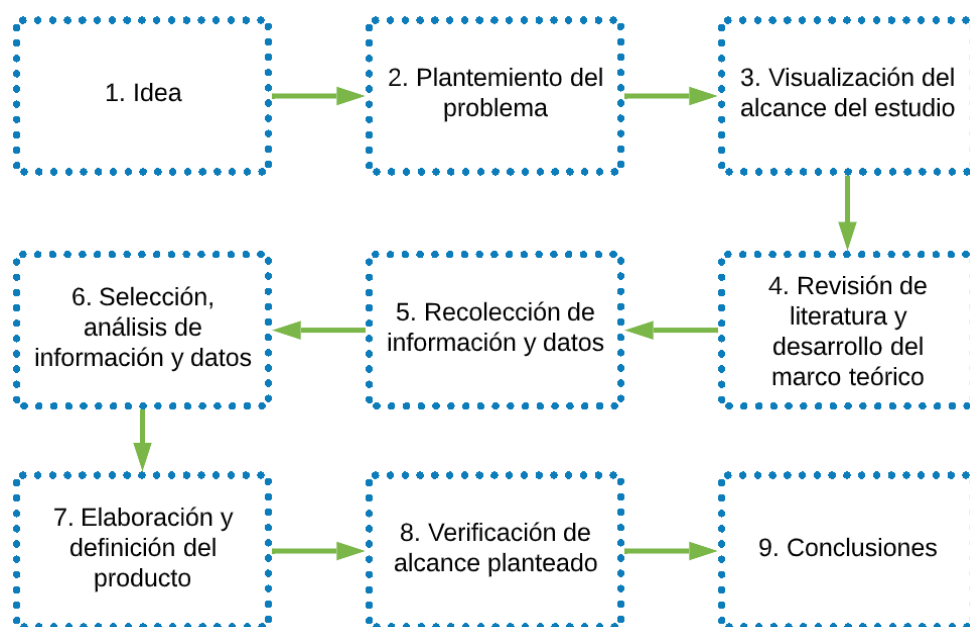 1. Idea
2. Plantemiento del
problema
3. Visualización del
alcance del estudio
4. Revisión de
literatura y
desarrollo del
marco teórico
5. Recolección de
información y datos
6. Selección,
análisis de
información y datos
7. Elaboración y
definición del
producto
8. Verificación de
alcance planteado
9. Conclusiones